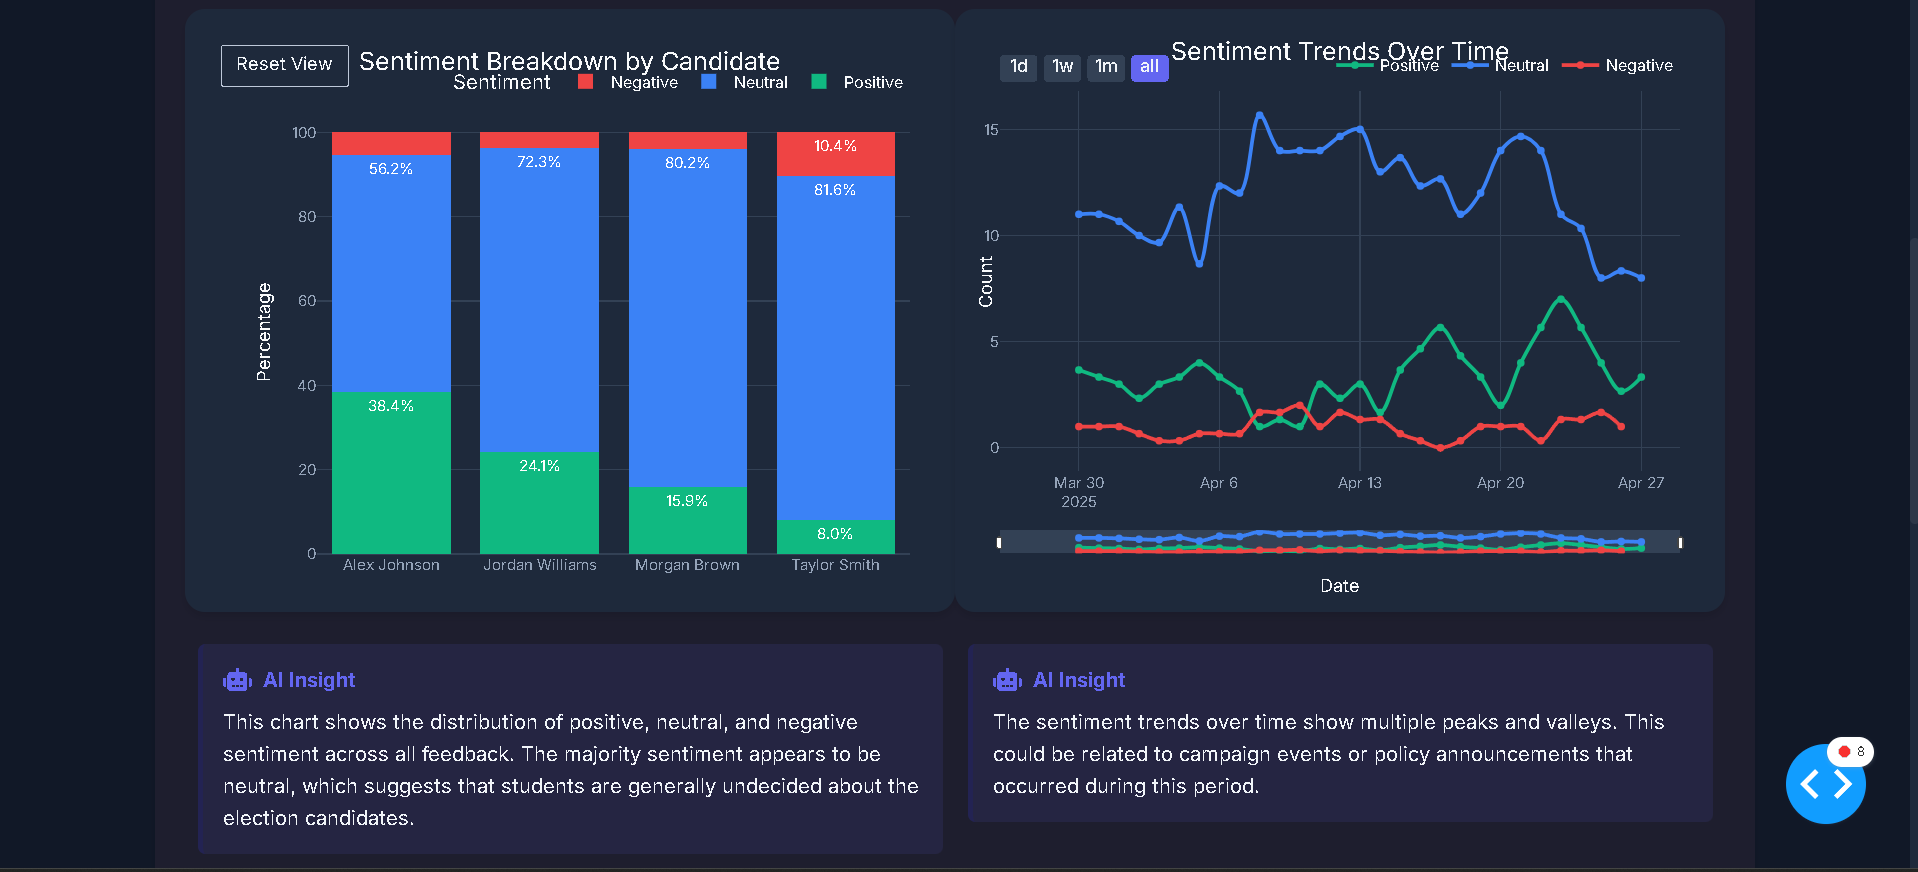 Reset View
Sentiment Breakdown by Candidate
Sentiment Negative Neutral Positive
100
80
60
40
20
0
Percentage
56.2%
38.4%
72.3%
24.1%
80.2%
15.9%
10.4%
81.6%
8.0%
Alex Johnson Jordan Williams Morgan Brown Taylor Smith
Sentiment Trends Over Time
1d 1w 1m all
Positive Neutral Negative
15
10
5
0
Count
Mar 30 Apr 6 Apr 13 Apr 20 Apr 27
2025
Date
AI Insight
This chart shows the distribution of positive, neutral, and negative
sentiment across all feedback. The majority sentiment appears to be
neutral, which suggests that students are generally undecided about the
election candidates.
AI Insight
The sentiment trends over time show multiple peaks and valleys. This
could be related to campaign events or policy announcements that
occurred during this period.
8